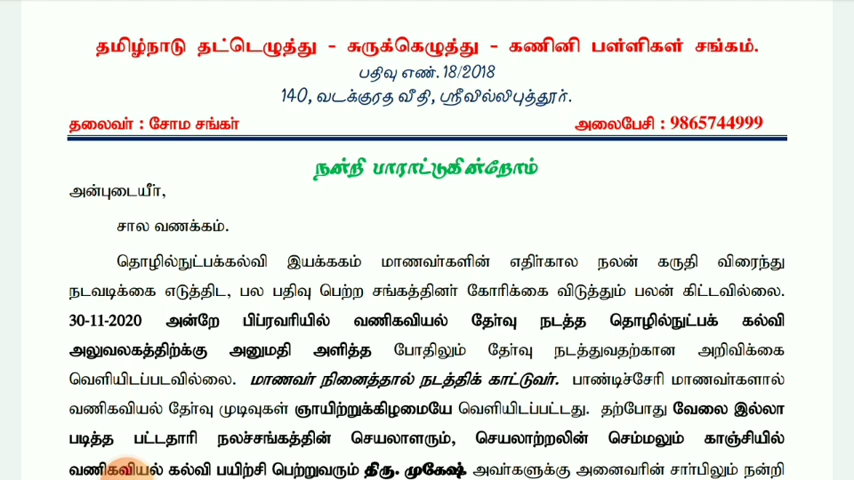 தமிழ்நாடு தட்டெழுத்து - சுருக்கெழுத்து - கணினி பள்ளிகள் சங்கம்.
பதிவு எண். 18/2018
140, வடக்குரத வீதி, ஸ்ரீவில்லிபுத்தூர்.
தலைவர் : சோம சங்கர் அலைபேசி : 9865744999
நன்றி பாராட்டுகின்றோம்
அன்புடையீர்,
சால வணக்கம்.
தொழில்நுட்பக்கல்வி இயக்ககம் மாணவர்களின் எதிர்கால நலன் கருதி விரைந்து
நடவடிக்கை எடுத்திட, பல பதிவு பெற்ற சங்கத்தினர் கோரிக்கை விடுத்தும் பலன் கிட்டவில்லை.
30-11-2020 அன்றே பிப்ரவரியில் வணிகவியல் தேர்வு நடத்த தொழில்நுட்பக் கல்வி
அலுவலகத்திற்க்கு அனுமதி அளித்த போதிலும் தேர்வு நடத்துவதற்கான அறிவிக்கை
வெளியிடப்படவில்லை. மாணவர் நினைத்தால் நடத்திக் காட்டுவர். பாண்டிச்சேரி மாணவர்களால்
வணிகவியல் தேர்வு முடிவுகள் ஞாயிற்றுக்கிழமையே வெளியிடப்பட்டது. தற்போது வேலை இல்லா
படித்த பட்டதாரி நலச்சங்கத்தின் செயலாளரும், செயலாற்றலின் செம்மலும் காஞ்சியில்
வணிகவியல் கல்வி பயிற்சி பெற்றுவரும் திரு. முகேஷ் அவர்களுக்கு அனைவரின் சார்பிலும் நன்றி